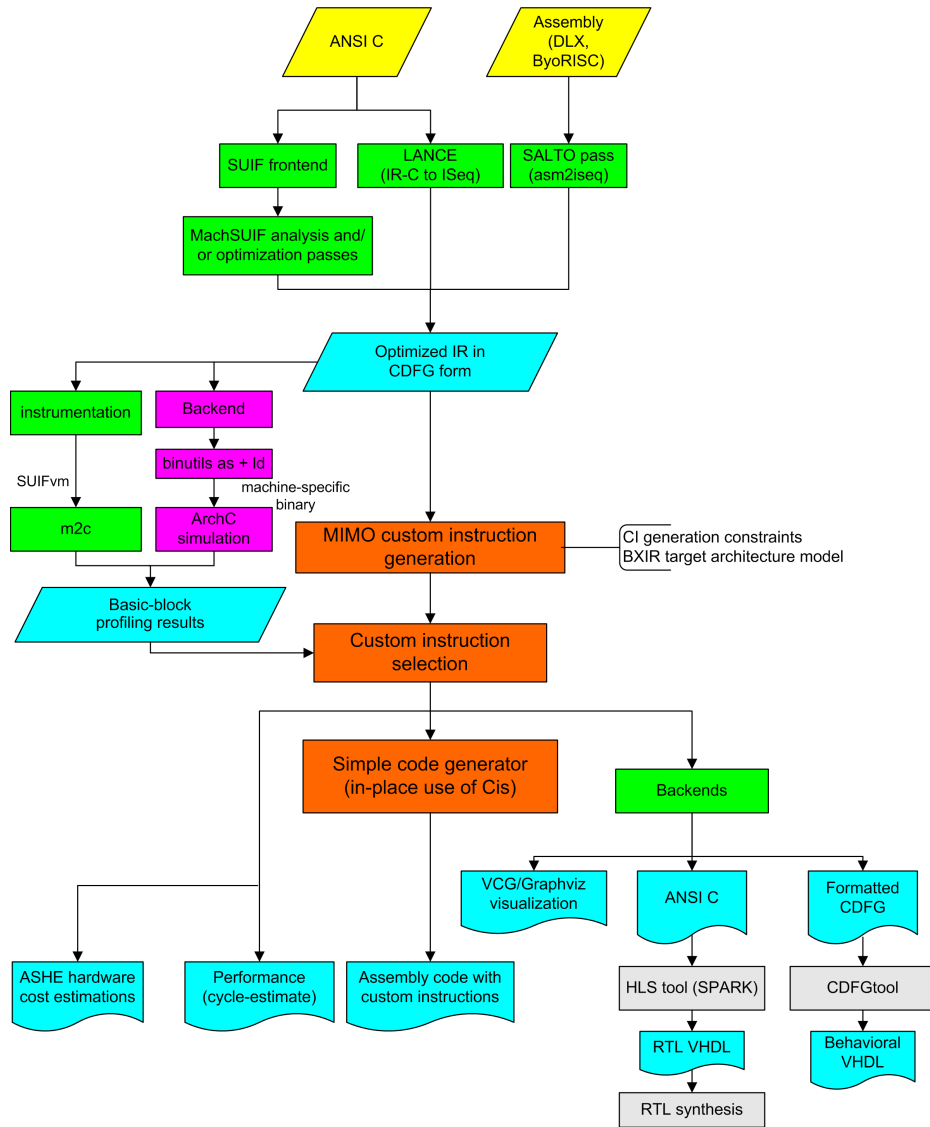 ANSI C
Assembly
(DLX,
ByoRISC)
SUIF frontend
LANCE
(IR-C to ISeq)
SALTO pass
(asm2iseq)
MachSUIF analysis and/
or optimization passes
Optimized IR in
CDFG form
instrumentation
Backend
binutils as + ld
SUIFvm
machine-specific
binary
m2c
ArchC
simulation
MIMO custom instruction
generation
CI generation constraints
BXIR target architecture model
Basic-block
profiling results
Custom instruction
selection
Simple code generator
(in-place use of Cis)
Backends
VCG/Graphviz
visualization
ANSI C
Formatted
CDFG
ASHE hardware
cost estimations
Performance
(cycle-estimate)
Assembly code with
custom instructions
HLS tool (SPARK)
CDFGtool
RTL VHDL
Behavioral
VHDL
RTL synthesis